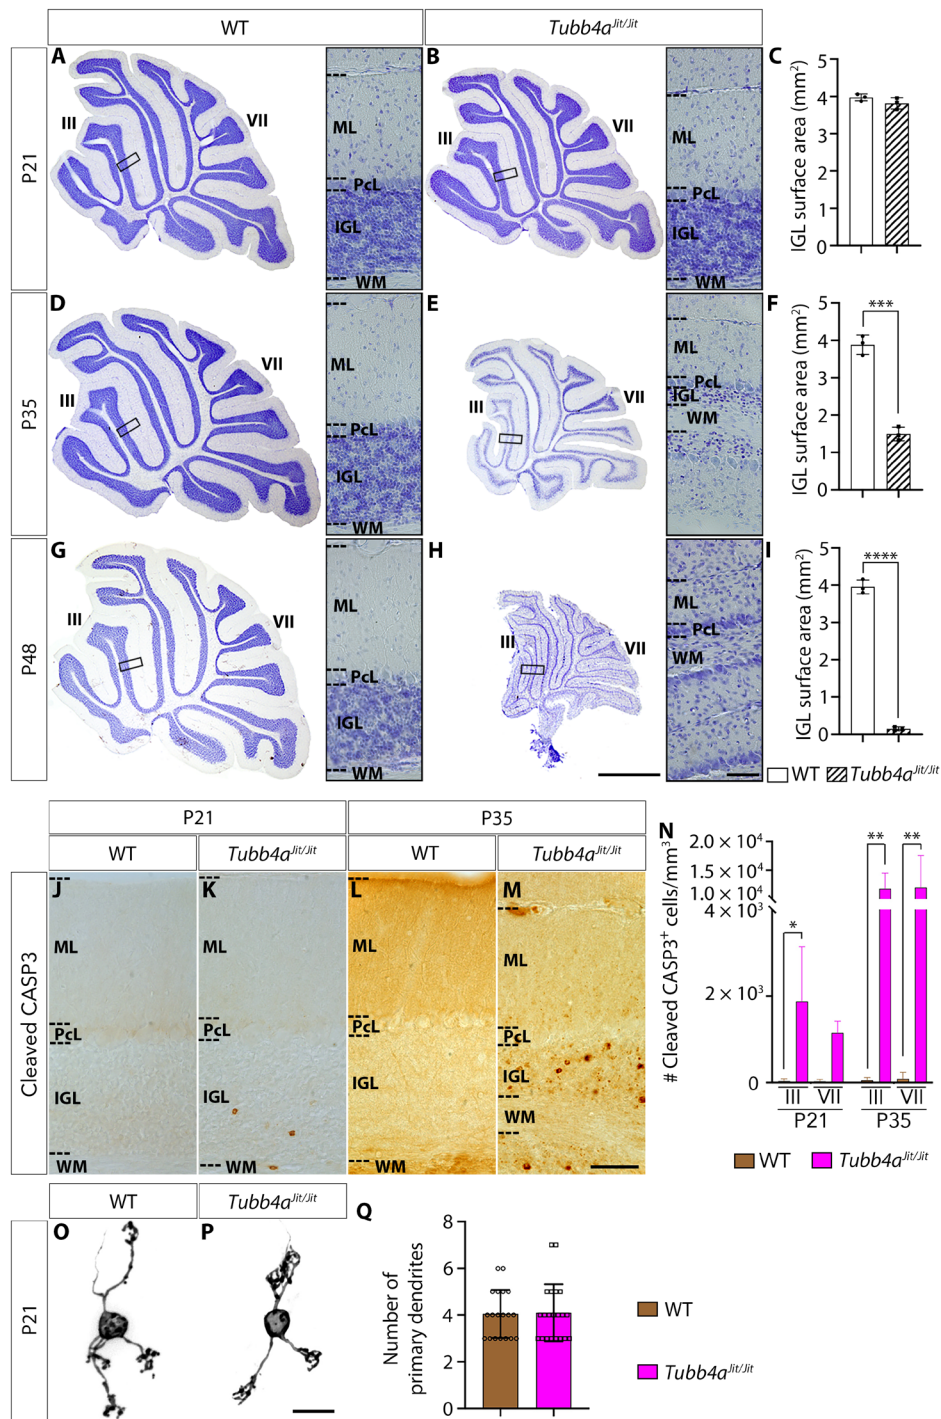 WT
Tubb4a^Jit/Jit
P21
A
III
VII
ML
PcL
IGL
WM
B
III
VII
ML
PcL
IGL
WM
C
IGL surface area (mm²)
5
4
3
2
1
0
P35
D
III
VII
ML
PcL
IGL
WM
E
III
VII
ML
PcL
IGL
WM
F
IGL surface area (mm²)
5
4
3
2
1
0
***
P48
G
III
VII
ML
PcL
IGL
WM
H
III
VII
ML
PcL
WM
I
IGL surface area (mm²)
5
4
3
2
1
0
****
WT Tubb4a^Jit/Jit
P21 P35
WT Tubb4a^Jit/Jit WT Tubb4a^Jit/Jit
Cleaved CASP3
J
ML
PcL
IGL
WM
K
ML
PcL
IGL
WM
L
ML
PcL
IGL
WM
M
ML
PcL
IGL
WM
N
# Cleaved CASP3⁺ cells/mm³
2.0 × 10⁴
1.5 × 10⁴
1.0 × 10⁴
4 × 10³
2 × 10³
0
* ** **
III VII III VII
P21 P35
WT Tubb4a^Jit/Jit
WT Tubb4a^Jit/Jit
P21
O
P
Q
Number of
primary dendrites
8
6
4
2
0
WT
Tubb4a^Jit/Jit